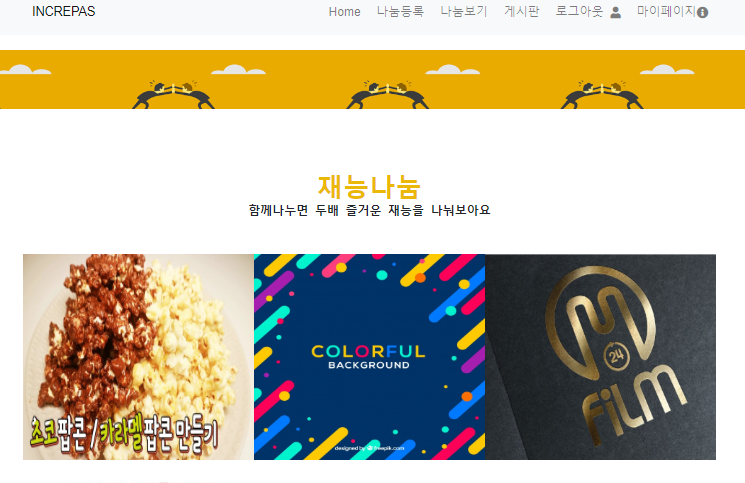 INCREPAS
Home 나눔등록 나눔보기 게시판 로그아웃 마이페이지
재능나눔
함께나누면 두배 즐거운 재능을 나눠보아요
초코팝콘 / 카라멜팝콘 만들기
COLORFUL
BACKGROUND
designed by freepik.com
24
FiLM